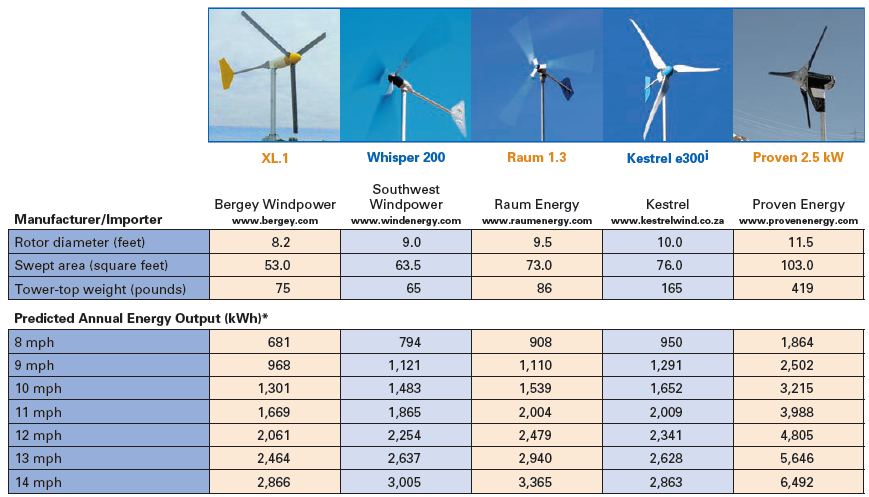 XL.1 Whisper 200 Raum 1.3 Kestrel e300i Proven 2.5 kW
Manufacturer/Importer Bergey Windpower Southwest Windpower Raum Energy Kestrel Proven Energy
www.bergey.com www.windenergy.com www.raumenergy.com www.kestrelwind.co.za www.provenenergy.com
Rotor diameter (feet) 8.2 9.0 9.5 10.0 11.5
Swept area (square feet) 53.0 63.5 73.0 76.0 103.0
Tower-top weight (pounds) 75 65 86 165 419
Predicted Annual Energy Output (kWh)*
8 mph 681 794 908 950 1,864
9 mph 968 1,121 1,110 1,291 2,502
10 mph 1,301 1,483 1,539 1,652 3,215
11 mph 1,669 1,865 2,004 2,009 3,988
12 mph 2,061 2,254 2,479 2,341 4,805
13 mph 2,464 2,637 2,940 2,628 5,646
14 mph 2,866 3,005 3,365 2,863 6,492